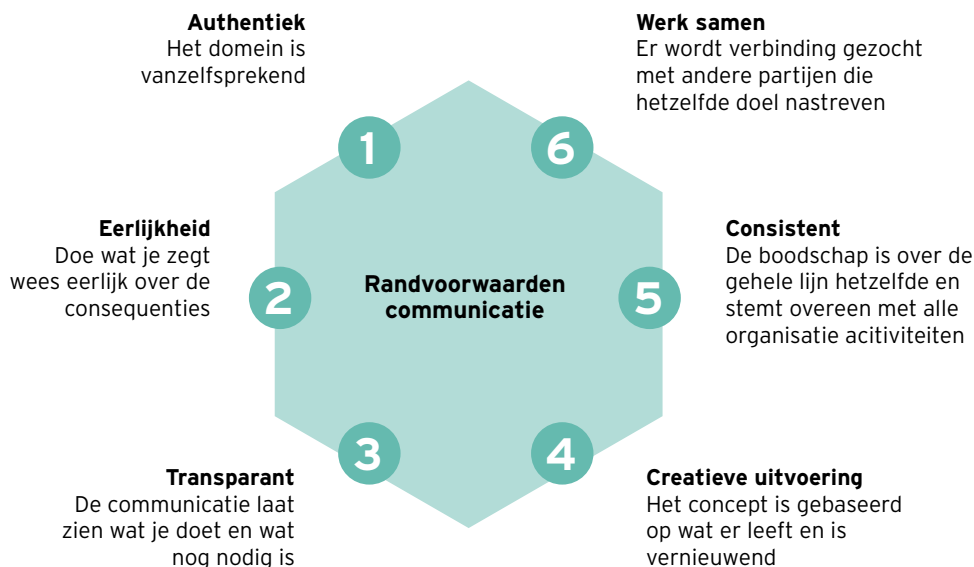 Authentiek
Het domein is
vanzelfsprekend
1
Eerlijkheid
Doe wat je zegt
wees eerlijk over de
consequenties
2
Transparant
De communicatie laat
zien wat je doet en wat
nog nodig is
3
Randvoorwaarden
communicatie
Creatieve uitvoering
Het concept is gebaseerd
op wat er leeft en is
vernieuwend
4
Consistent
De boodschap is over de
gehele lijn hetzelfde en
stemt overeen met alle
organisatie acitiviteiten
5
Werk samen
Er wordt verbinding gezocht
met andere partijen die
hetzelfde doel nastreven
6